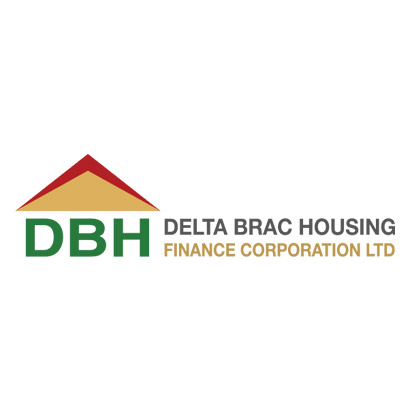 DBH
DELTA BRAC HOUSING
FINANCE CORPORATION LTD